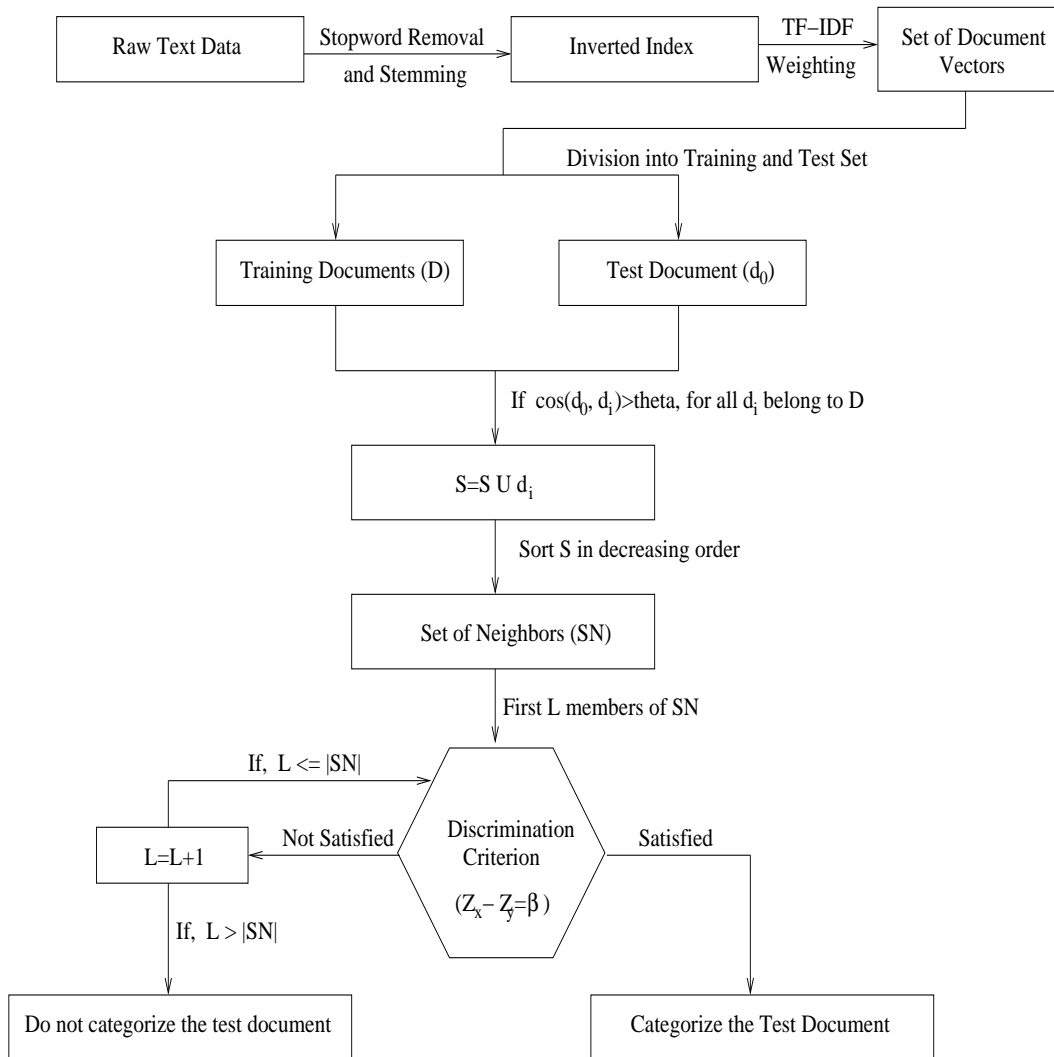 Raw Text Data
Stopword Removal
and Stemming
Inverted Index
TF-IDF
Weighting
Set of Document
Vectors
Division into Training and Test Set
Training Documents (D)
Test Document (d0)
If cos(d0, di)>theta, for all di belong to D
S=S U di
Sort S in decreasing order
Set of Neighbors (SN)
First L members of SN
If, L <= |SN|
Discrimination
Criterion
(Zx− Zy=β )
Not Satisfied
Satisfied
L=L+1
If, L > |SN|
Do not categorize the test document
Categorize the Test Document